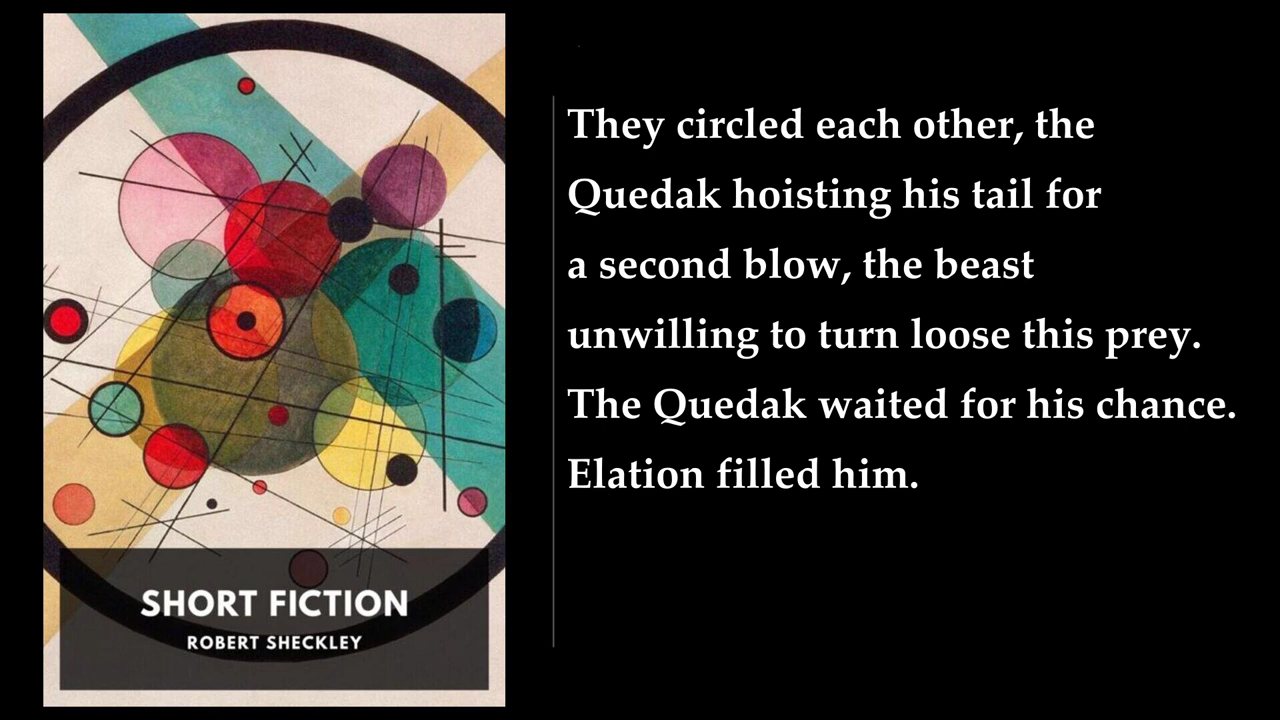 They circled each other, the
Quedak hoisting his tail for
a second blow, the beast
unwilling to turn loose this prey.
The Quedak waited for his chance.
Elation filled him.
SHORT FICTION
ROBERT SHECKLEY